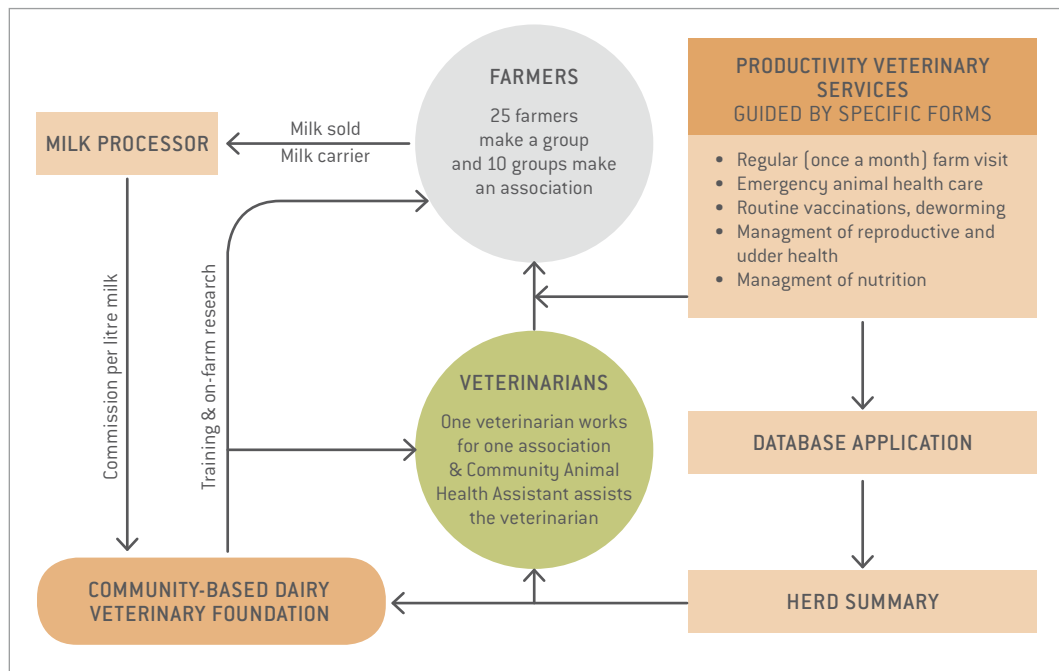 FARMERS
25 farmers
make a group
and 10 groups make
an association
Milk sold
Milk carrier
MILK PROCESSOR
PRODUCTIVITY VETERINARY
SERVICES
GUIDED BY SPECIFIC FORMS
• Regular (once a month) farm visit
• Emergency animal health care
• Routine vaccinations, deworming
• Managment of reproductive and
udder health
• Managment of nutrition
Commission per litre milk
Training & on-farm research
VETERINARIANS
One veterinarian works
for one association
& Community Animal
Health Assistant assists
the veterinarian
DATABASE APPLICATION
COMMUNITY-BASED DAIRY
VETERINARY FOUNDATION
HERD SUMMARY